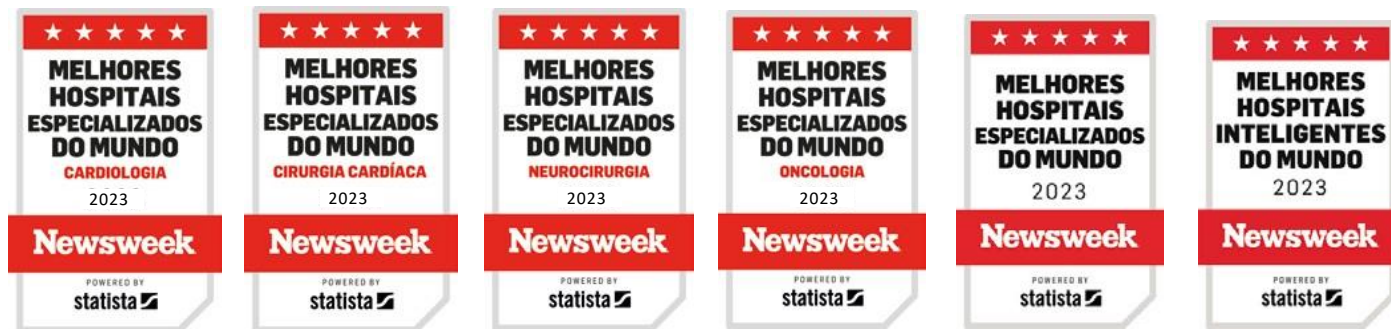 MELHORES
HOSPITAIS
ESPECIALIZADOS
DO MUNDO
CARDIOLOGIA
2023
Newsweek
POWERED BY
statista
MELHORES
HOSPITAIS
ESPECIALIZADOS
DO MUNDO
CIRURGIA CARDÍACA
2023
Newsweek
POWERED BY
statista
MELHORES
HOSPITAIS
ESPECIALIZADOS
DO MUNDO
NEUROCIRURGIA
2023
Newsweek
POWERED BY
statista
MELHORES
HOSPITAIS
ESPECIALIZADOS
DO MUNDO
ONCOLOGIA
2023
Newsweek
POWERED BY
statista
MELHORES
HOSPITAIS
ESPECIALIZADOS
DO MUNDO
2023
Newsweek
POWERED BY
statista
MELHORES
HOSPITAIS
INTELIGENTES
DO MUNDO
2023
Newsweek
POWERED BY
statista